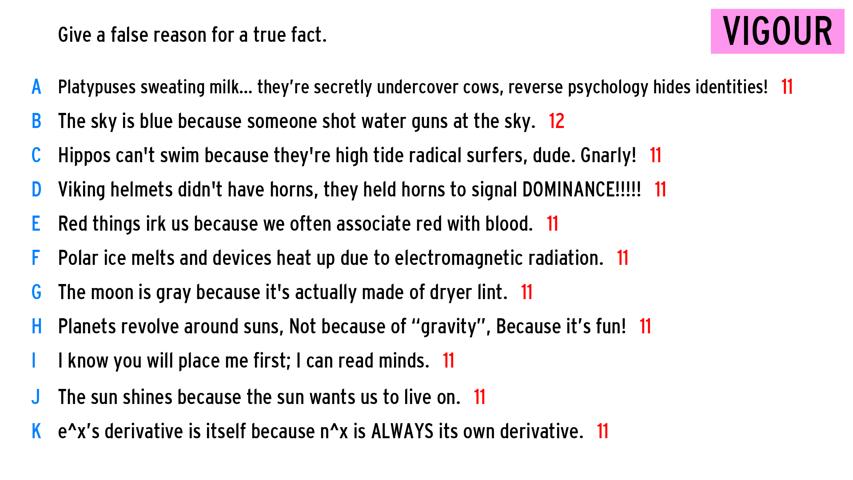 Give a false reason for a true fact.
VIGOUR
A Platypuses sweating milk... they're secretly undercover cows, reverse psychology hides identities! 11
B The sky is blue because someone shot water guns at the sky. 12
C Hippos can't swim because they're high tide radical surfers, dude. Gnarly! 11
D Viking helmets didn't have horns, they held horns to signal DOMINANCE!!!!! 11
E Red things irk us because we often associate red with blood. 11
F Polar ice melts and devices heat up due to electromagnetic radiation. 11
G The moon is gray because it's actually made of dryer lint. 11
H Planets revolve around suns, Not because of “gravity”, Because it’s fun! 11
I I know you will place me first; I can read minds. 11
J The sun shines because the sun wants us to live on. 11
K e^x’s derivative is itself because n^x is ALWAYS its own derivative. 11